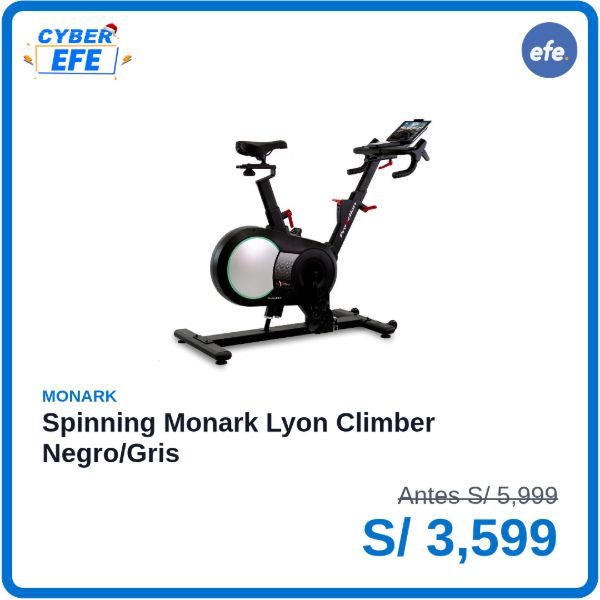 CYBER
EFE
efe.
MONARK
Spinning Monark Lyon Climber
Negro/Gris
Antes S/ 5,999
S/ 3,599